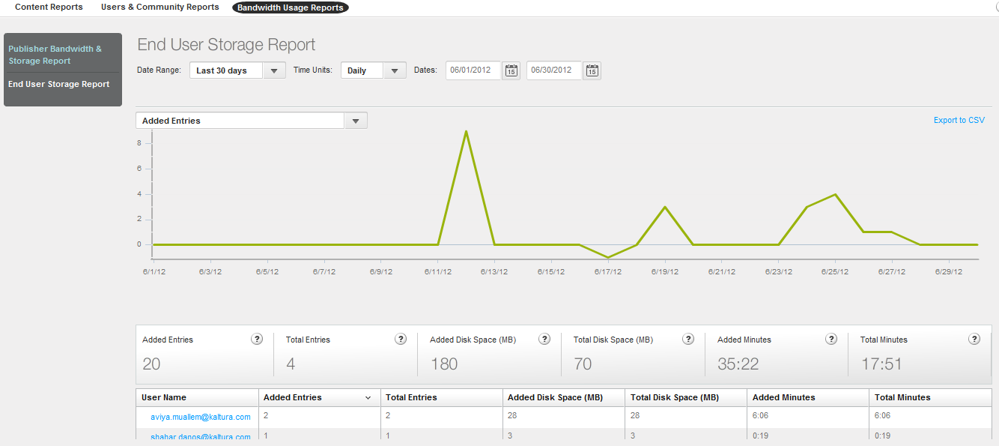 Content Reports Users & Community Reports Bandwidth Usage Reports
Publisher Bandwidth &
Storage Report
End User Storage Report
End User Storage Report
Date Range: Last 30 days Time Units: Daily Dates: 06/01/2012 15 06/30/2012 15
Added Entries
Export to CSV
8
6
4
2
0
6/1/12 6/3/12 6/5/12 6/7/12 6/9/12 6/11/12 6/13/12 6/15/12 6/17/12 6/19/12 6/21/12 6/23/12 6/25/12 6/27/12 6/29/12
Added Entries ? Total Entries ? Added Disk Space (MB) ? Total Disk Space (MB) ? Added Minutes ? Total Minutes ?
20 4 180 70 35:22 17:51
User Name Added Entries Total Entries Added Disk Space (MB) Total Disk Space (MB) Added Minutes Total Minutes
aviya.muallem@kaltura.com 2 2 28 28 6:06 6:06
shahar.danos@kaltura.com 1 1 3 3 0:19 0:19